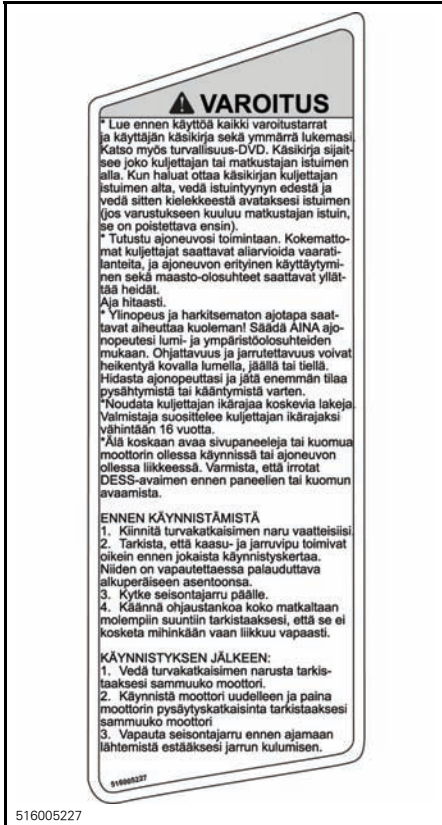 VAROITUS
* Lue ennen käyttöä kaikki varoitustarrat
ja käyttäjän käsikirja sekä ymmärrä lukemasi.
Katso myös turvallisuus-DVD. Käsikirja sijait-
see joko kuljettajan tai matkustajan istuimen
alla. Kun haluat ottaa käsikirjan kuljettajan
istuimen alta, vedä istuintyynyn edestä ja
vedä sitten kielekkeestä avataksesi istuimen
(jos varustukseen kuuluu matkustajan istuin,
se on poistettava ensin).
* Tutustu ajoneuvosi toimintaan. Kokematto-
mat kuljettajat saattavat aliarvioida vaarati-
lanteita, ja ajoneuvon erityinen käyttäytymi-
nen sekä maasto-olosuhteet saattavat yllät-
tää heidät.
Aja hitaasti.
* Ylinopeus ja harkitsematon ajotapa saat-
tavat aiheuttaa kuoleman! Säädä AINA ajo-
nopeutesi lumi- ja ympäristöolosuhteiden
mukaan. Ohjattavuus ja jarrutettavuus voivat
heikentyä kovalla lumella, jäällä tai tiellä.
Hidasta ajonopeuttasi ja jätä enemmän tilaa
pysähtymistä tai kääntymistä varten.
*Noudata kuljettajan ikärajaa koskevia lakeja.
Valmistaja suosittelee kuljettajan ikärajaksi
vähintään 16 vuotta.
*Älä koskaan avaa sivupaneeleja tai kuomua
moottorin ollessa käynnissä tai ajoneuvon
ollessa liikkeessä. Varmista, että irrotat
DESS-avaimen ennen paneelien tai kuomun
avaamista.
ENNEN KÄYNNISTÄMISTÄ
1. Kiinnitä turvakatkaisimen naru vaatteisiisi.
2. Tarkista, että kaasu- ja jarruvipu toimivat
oikein ennen jokaista käynnistyskertaa.
Niiden on vapautettaessa palauduttava
alkuperäiseen asentoonsa.
3. Kytke seisontajarru päälle.
4. Käännä ohjaustankoa koko matkaltaan
molempiin suuntiin tarkistaaksesi, että se ei
kosketa mihinkään vaan liikkuu vapaasti.
KÄYNNISTYKSEN JÄLKEEN:
1. Vedä turvakatkaisimen narusta tarkis-
taaksesi sammuuko moottori.
2. Käynnistä moottori uudelleen ja paina
moottorin pysäytyskatkaisinta tarkistaaksesi
sammuuko moottori
3. Vapauta seisontajarru ennen ajamaan
lähtemistä estääksesi jarrun kulumisen.
516005227
516005227